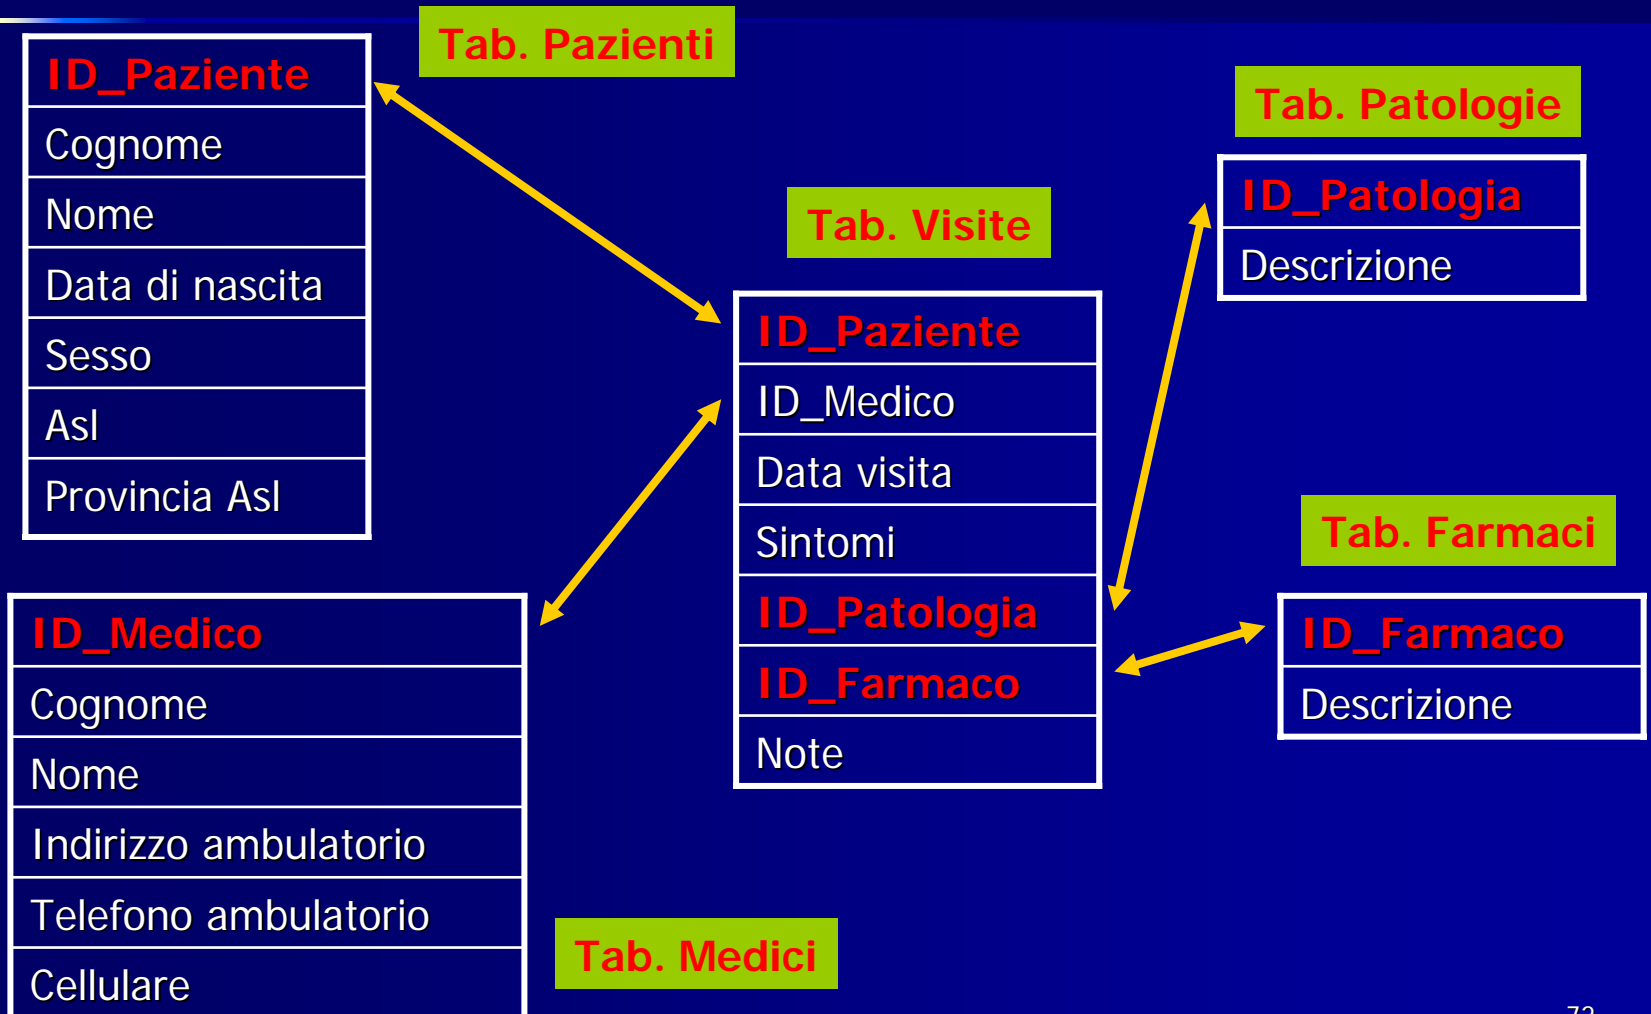 Tab. Pazienti
ID_Paziente
Cognome
Nome
Data di nascita
Sesso
Asl
Provincia Asl
ID_Medico
Cognome
Nome
Indirizzo ambulatorio
Telefono ambulatorio
Cellulare
Tab. Medici
Tab. Visite
ID_Paziente
ID_Medico
Data visita
Sintomi
ID_Patologia
ID_Farmaco
Note
Tab. Patologie
ID_Patologia
Descrizione
Tab. Farmaci
ID_Farmaco
Descrizione